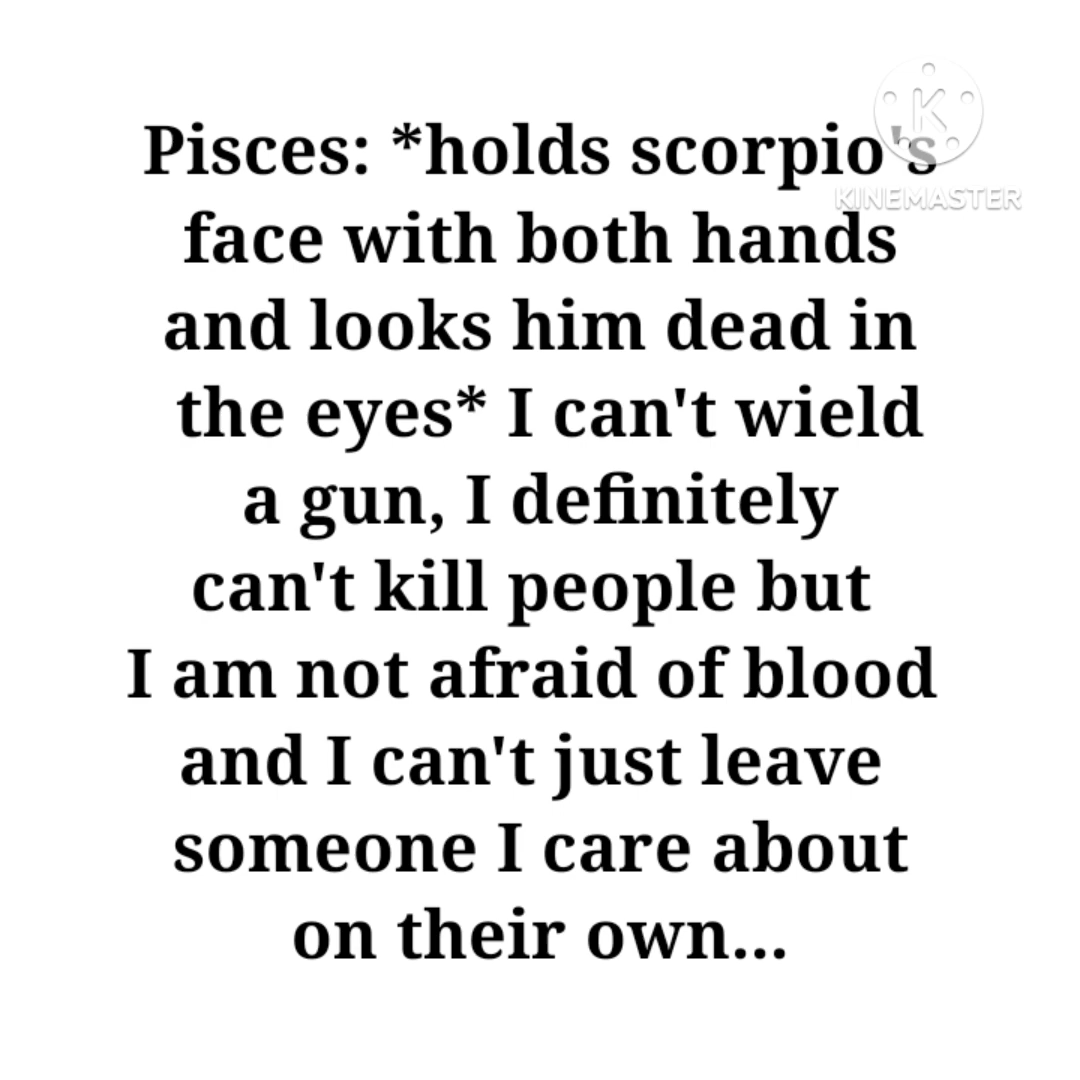 Pisces: *holds scorpio's
KINEMASTER
face with both hands
and looks him dead in
the eyes* I can't wield
a gun, I definitely
can't kill people but
I am not afraid of blood
and I can't just leave
someone I care about
on their own...